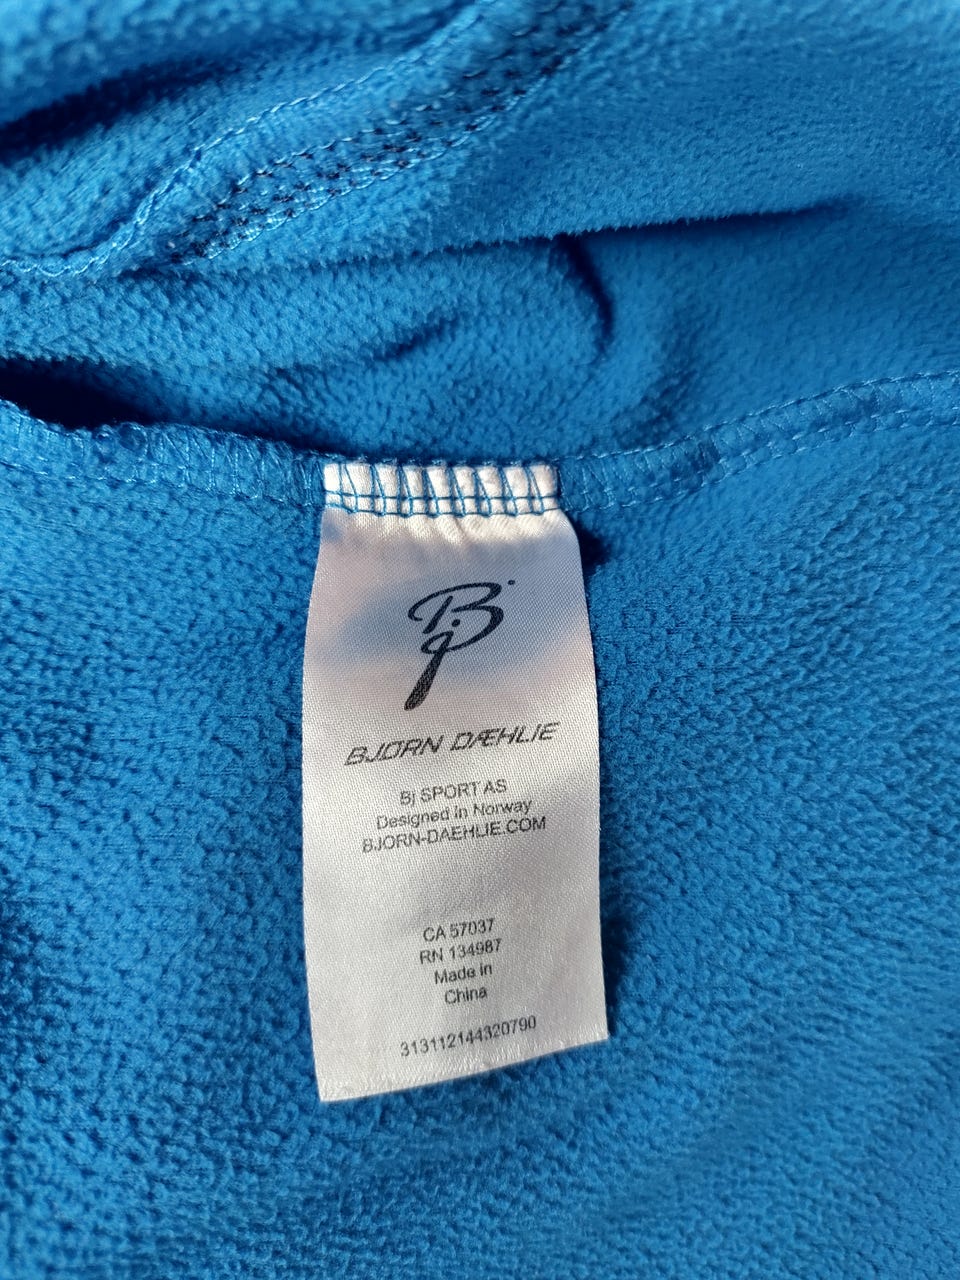 Bj
BJORN DÆHLIE
Bj SPORT AS
Designed in Norway
BJORN-DAEHLIE.COM
CA 57037
RN 134987
Made in
China
313112144320790